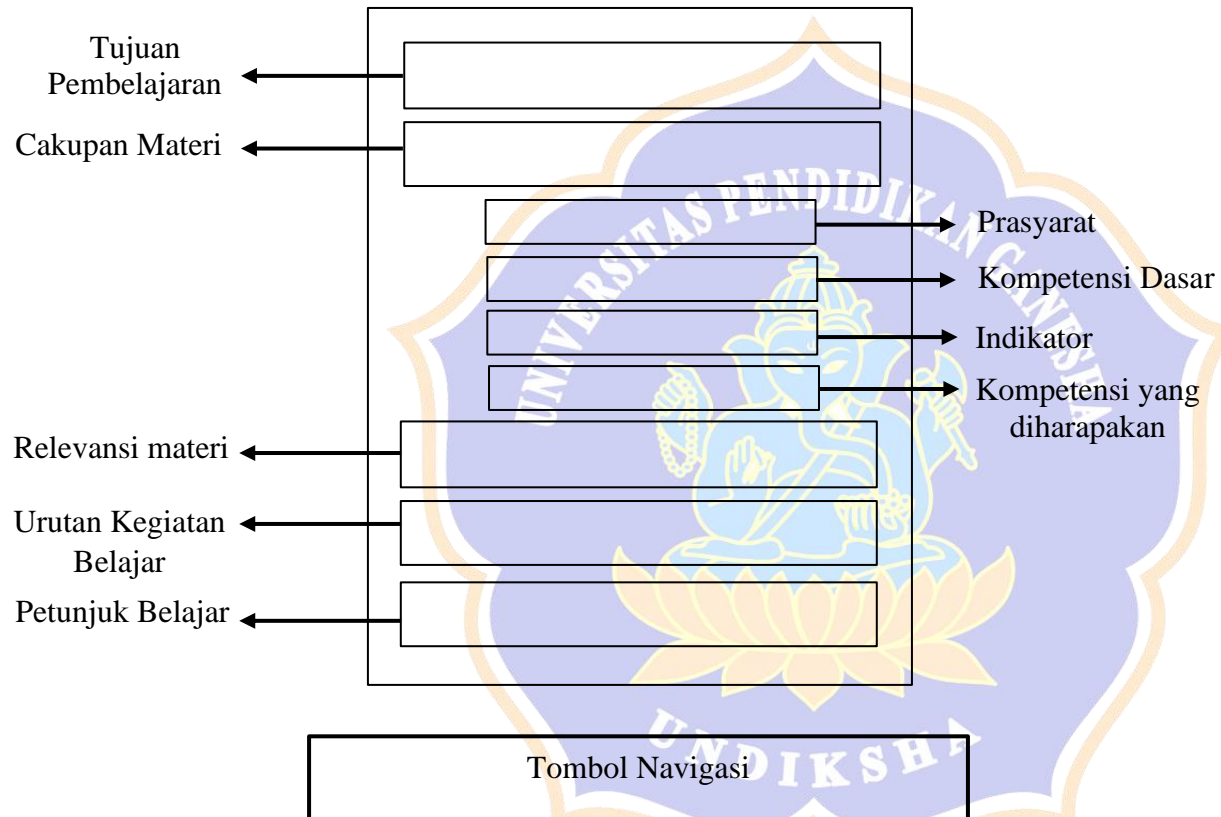 Tujuan
Pembelajaran
Cakupan Materi
Prasyarat
Kompetensi Dasar
Indikator
Kompetensi yang
diharapakan
Relevansi materi
Urutan Kegiatan
Belajar
Petunjuk Belajar
Tombol Navigasi
UNIVERSITAS PENDIDIKAN GANESHA
UNDIKSHA